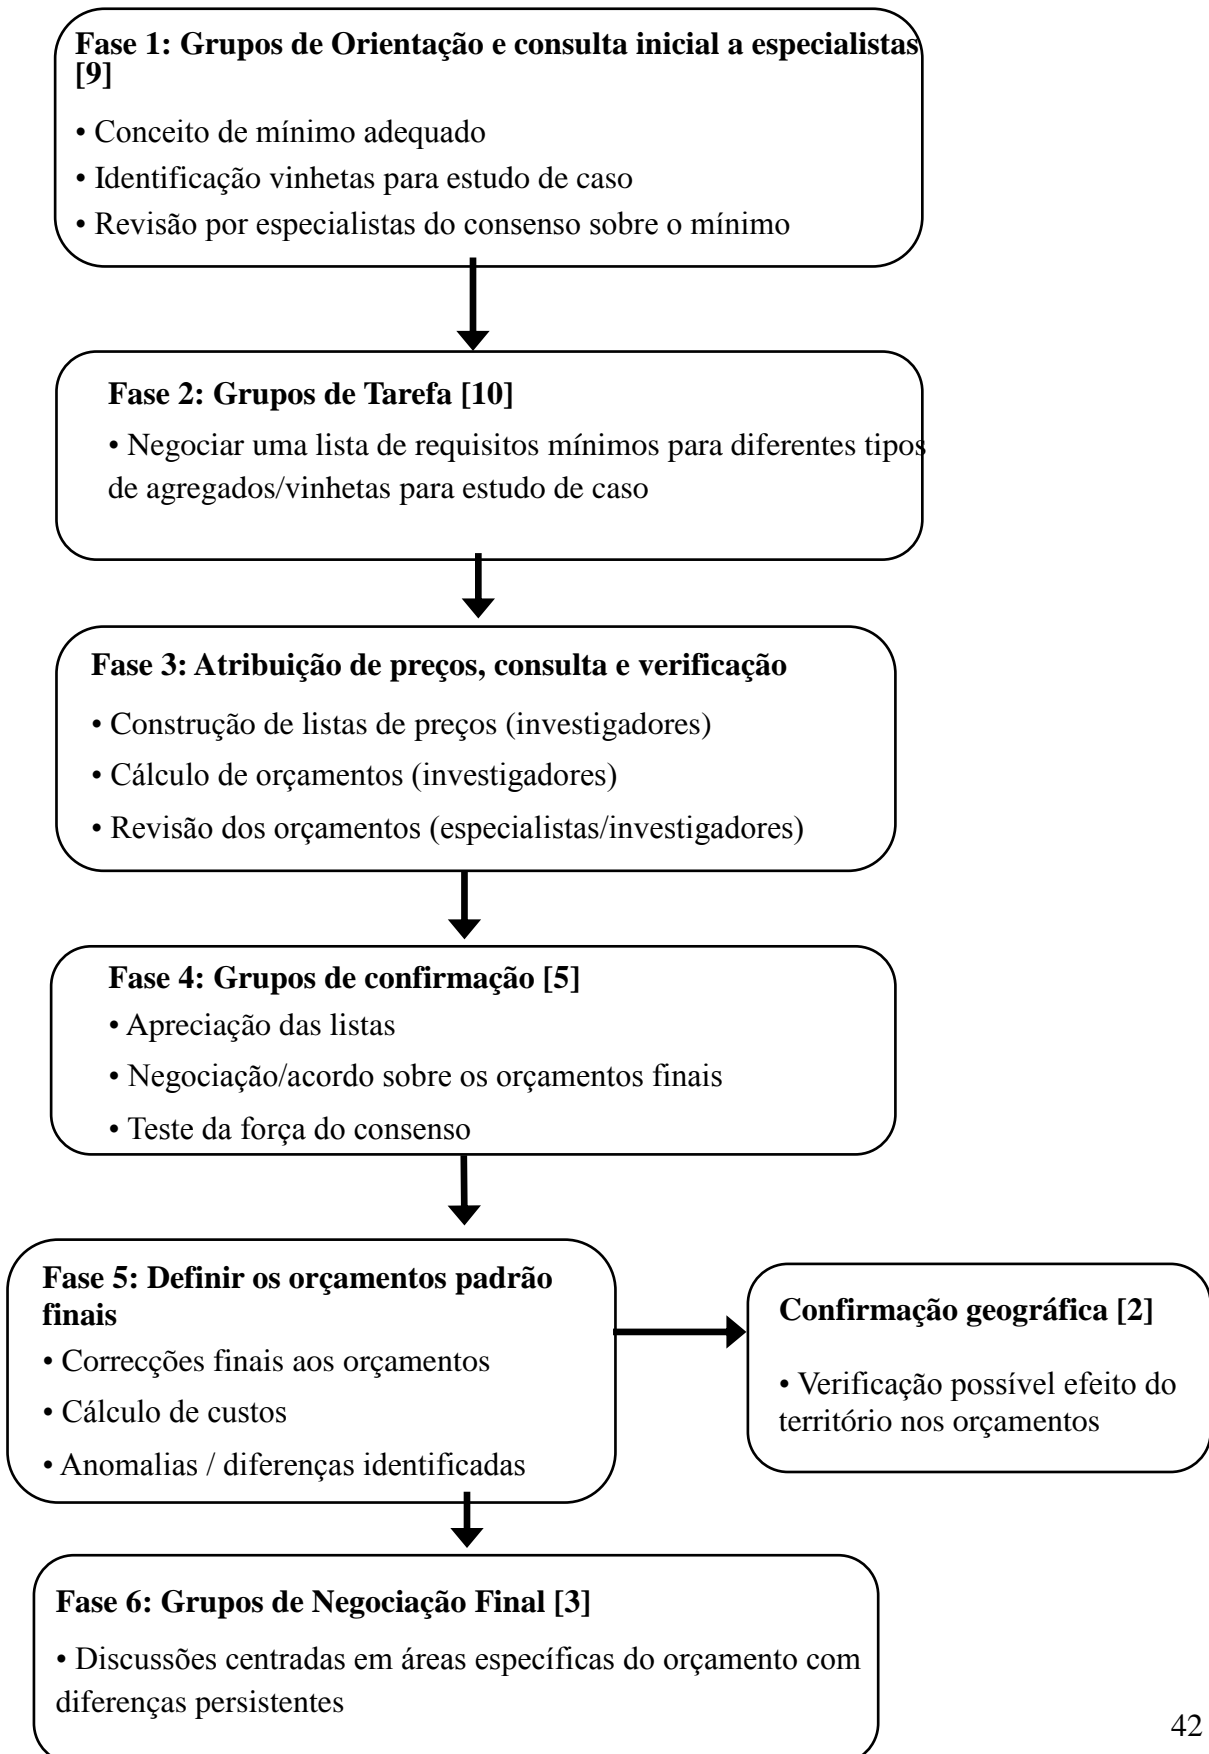 Fase 1: Grupos de Orientação e consulta inicial a especialistas
[9]
• Conceito de mínimo adequado
• Identificação vinhetas para estudo de caso
• Revisão por especialistas do consenso sobre o mínimo
Fase 2: Grupos de Tarefa [10]
• Negociar uma lista de requisitos mínimos para diferentes tipos
de agregados/vinhetas para estudo de caso
Fase 3: Atribuição de preços, consulta e verificação
• Construção de listas de preços (investigadores)
• Cálculo de orçamentos (investigadores)
• Revisão dos orçamentos (especialistas/investigadores)
Fase 4: Grupos de confirmação [5]
• Apreciação das listas
• Negociação/acordo sobre os orçamentos finais
• Teste da força do consenso
Fase 5: Definir os orçamentos padrão
finais
• Correcções finais aos orçamentos
• Cálculo de custos
• Anomalias / diferenças identificadas
Confirmação geográfica [2]
• Verificação possível efeito do
território nos orçamentos
Fase 6: Grupos de Negociação Final [3]
• Discussões centradas em áreas específicas do orçamento com
diferenças persistentes
42